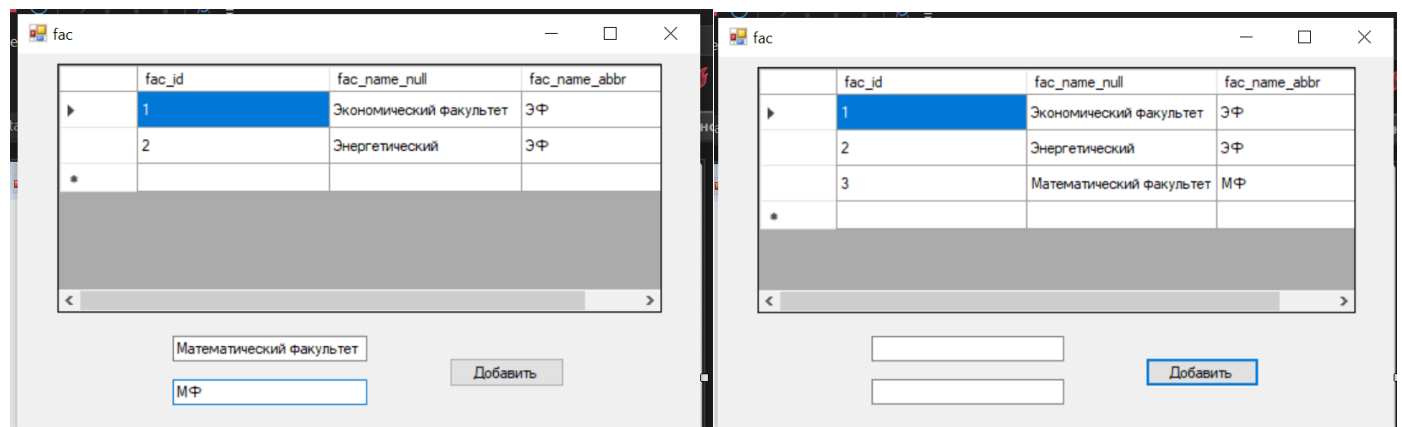 fac
fac_id fac_name_null fac_name_abbr
1 Экономический факультет ЭФ
2 Энергетический ЭФ
Математический факультет
МФ
Добавить
fac
fac_id fac_name_null fac_name_abbr
1 Экономический факультет ЭФ
2 Энергетический ЭФ
3 Математический факультет МФ
Добавить